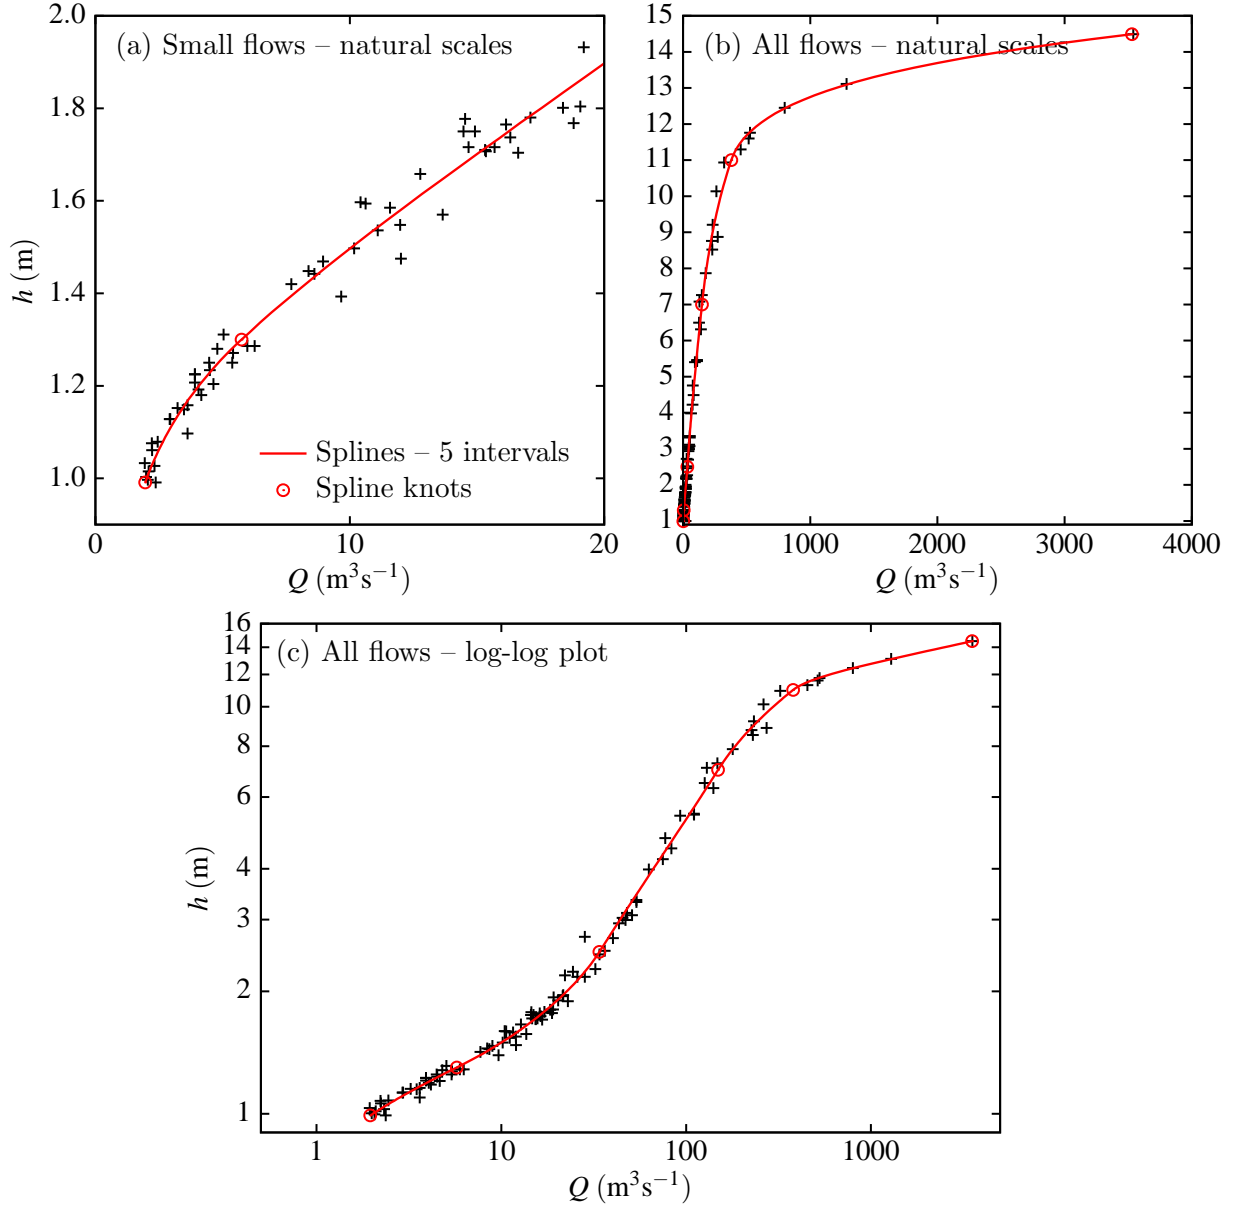 2.0
(a) Small flows – natural scales
1.8
1.6
h (m)
1.4
1.2
Splines – 5 intervals
Spline knots
1.0
0 10 20
Q (m³s⁻¹)
15
(b) All flows – natural scales
14
13
12
11
10
9
8
7
6
5
4
3
2
1
0 1000 2000 3000 4000
Q (m³s⁻¹)
16
(c) All flows – log-log plot
14
12
10
8
6
h (m)
4
3
2
1
1 10 100 1000
Q (m³s⁻¹)